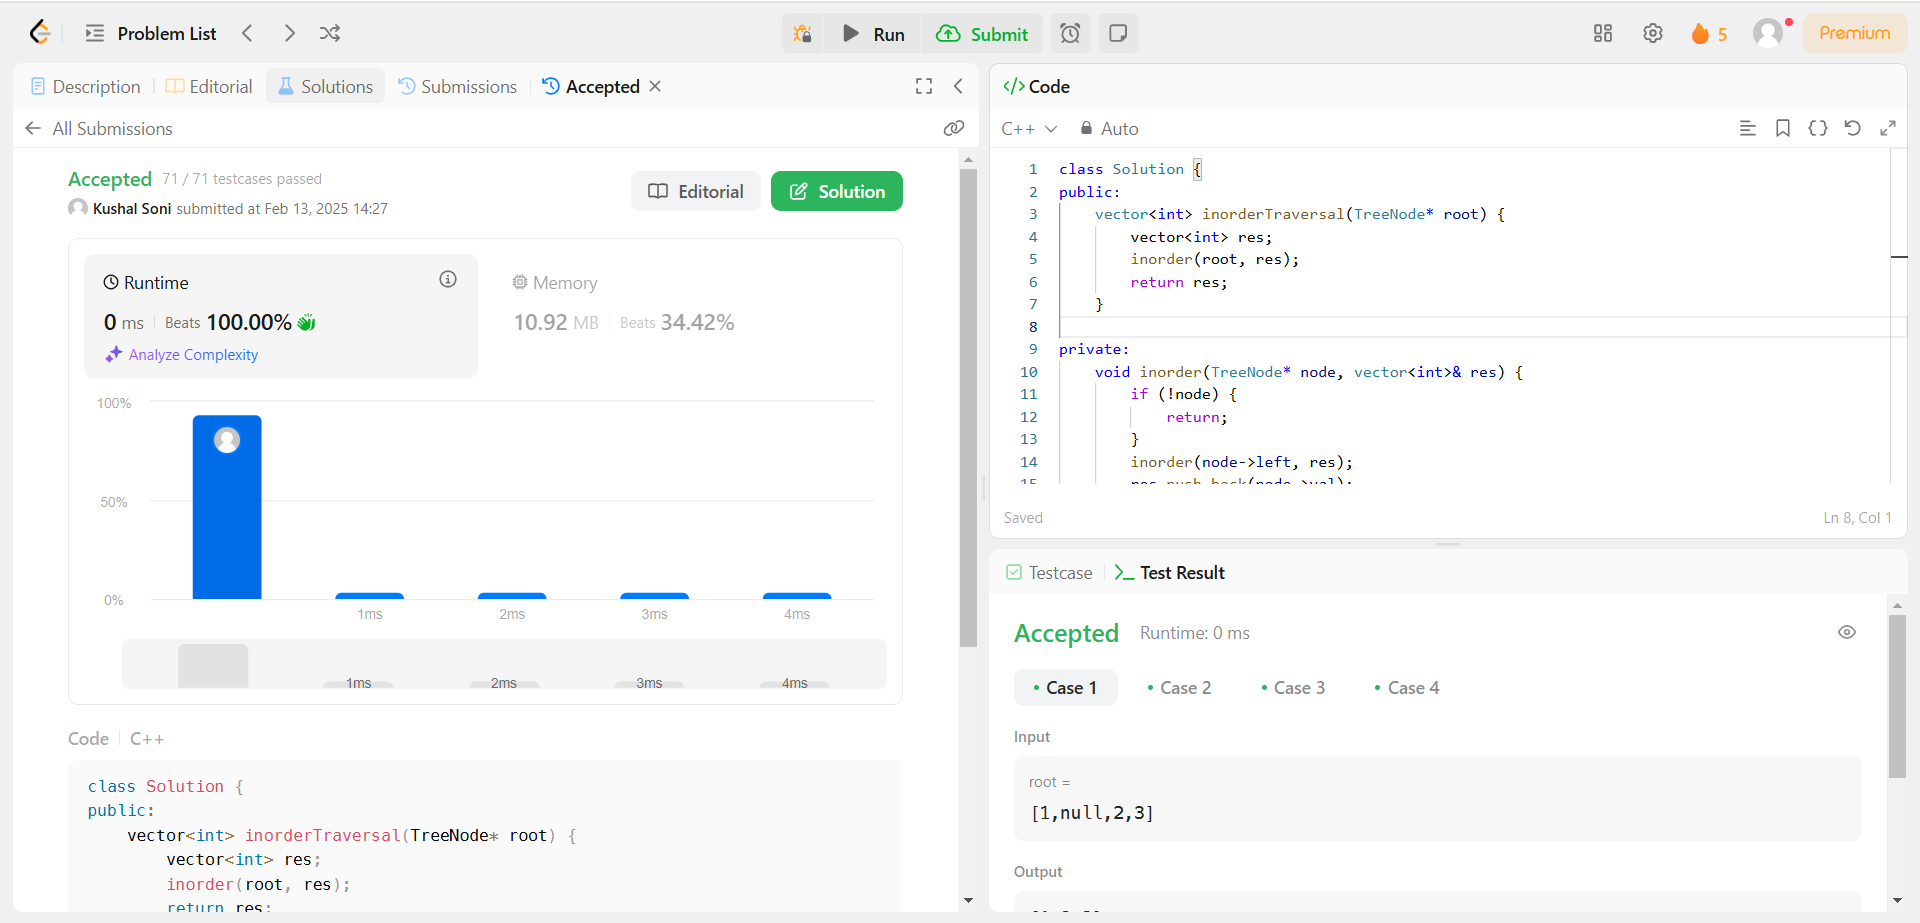 Problem List
Run
Submit
5
Premium
Description
Editorial
Solutions
Submissions
Accepted
All Submissions
Accepted 71 / 71 testcases passed
Kushal Soni submitted at Feb 13, 2025 14:27
Editorial
Solution
Runtime
0 ms Beats 100.00%
Analyze Complexity
Memory
10.92 MB Beats 34.42%
100%
50%
0%
1ms 2ms 3ms 4ms
1ms 2ms 3ms 4ms
Code C++
class Solution {
public:
vector<int> inorderTraversal(TreeNode* root) {
vector<int> res;
inorder(root, res);
return res;
</> Code
C++ Auto
1 class Solution {
2 public:
3 vector<int> inorderTraversal(TreeNode* root) {
4 vector<int> res;
5 inorder(root, res);
6 return res;
7 }
8
9 private:
10 void inorder(TreeNode* node, vector<int>& res) {
11 if (!node) {
12 return;
13 }
14 inorder(node->left, res);
15 res.push_back(node->val);
Saved
Ln 8, Col 1
Testcase
Test Result
Accepted Runtime: 0 ms
Case 1 Case 2 Case 3 Case 4
Input
root =
[1,null,2,3]
Output